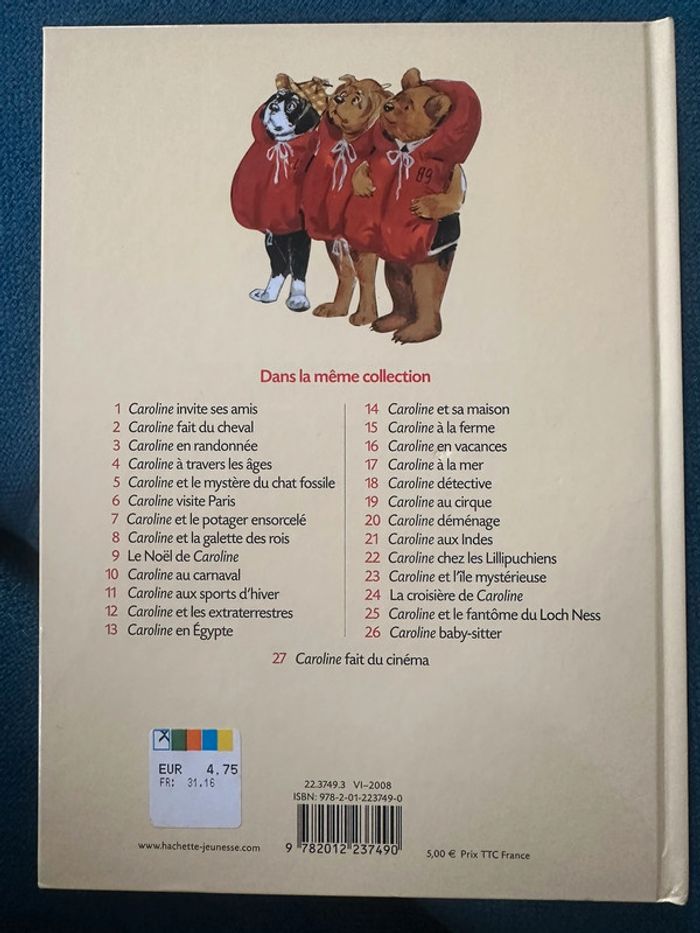 89
Dans la même collection
1 Caroline invite ses amis
2 Caroline fait du cheval
3 Caroline en randonnée
4 Caroline à travers les âges
5 Caroline et le mystère du chat fossile
6 Caroline visite Paris
7 Caroline et le potager ensorcelé
8 Caroline et la galette des rois
9 Le Noël de Caroline
10 Caroline au carnaval
11 Caroline aux sports d'hiver
12 Caroline et les extraterrestres
13 Caroline en Égypte
14 Caroline et sa maison
15 Caroline à la ferme
16 Caroline en vacances
17 Caroline à la mer
18 Caroline détective
19 Caroline au cirque
20 Caroline déménage
21 Caroline aux Indes
22 Caroline chez les Lillipuchiens
23 Caroline et l'île mystérieuse
24 La croisière de Caroline
25 Caroline et le fantôme du Loch Ness
26 Caroline baby-sitter
27 Caroline fait du cinéma
EUR 4.75
FR: 31.16
www.hachette-jeunesse.com
22.3749.3 VI-2008
ISBN: 978-2-01-223749-0
9 782012 237490
5,00 € Prix TTC France